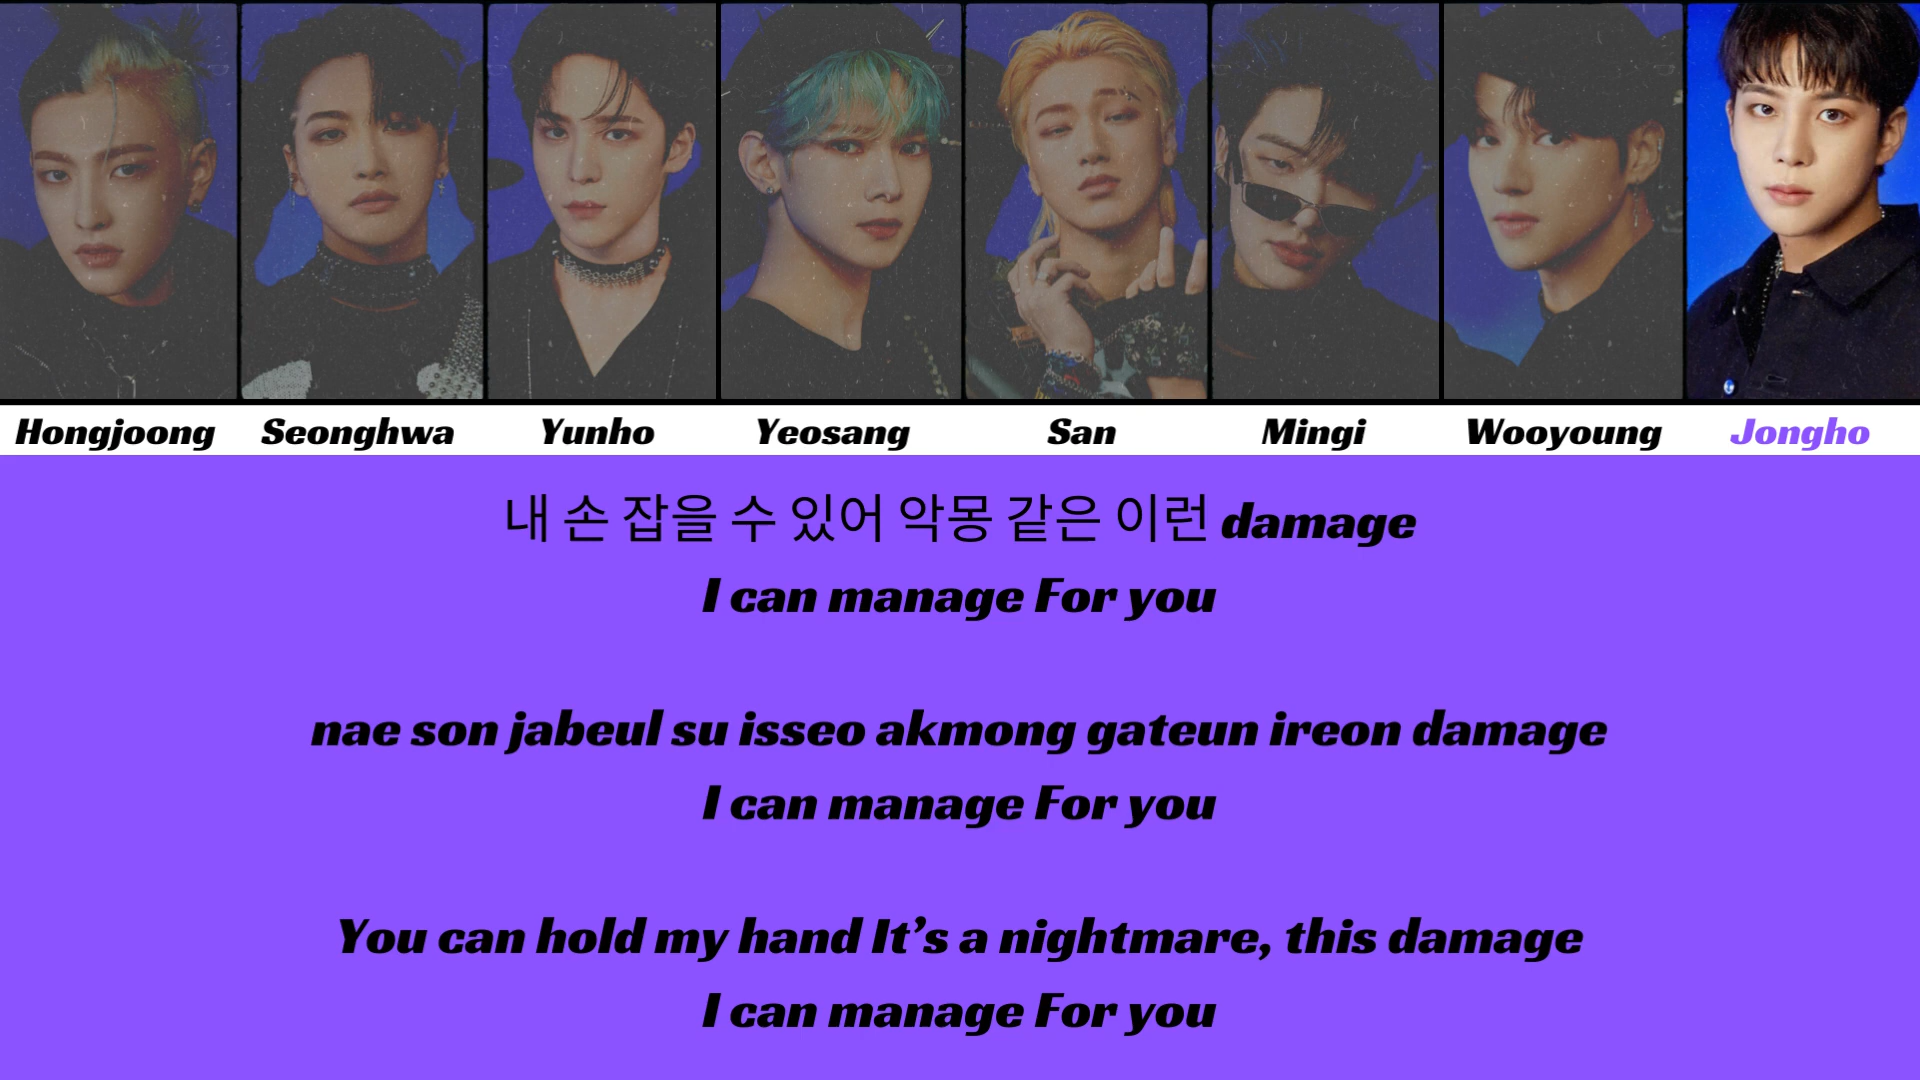 Hongjoong Seonghwa Yunho Yeosang San Mingi Wooyoung Jongho
내 손 잡을 수 있어 악몽 같은 이런 damage
I can manage For you
nae son jabeul su isseo akmong gateun ireon damage
I can manage For you
You can hold my hand It’s a nightmare, this damage
I can manage For you